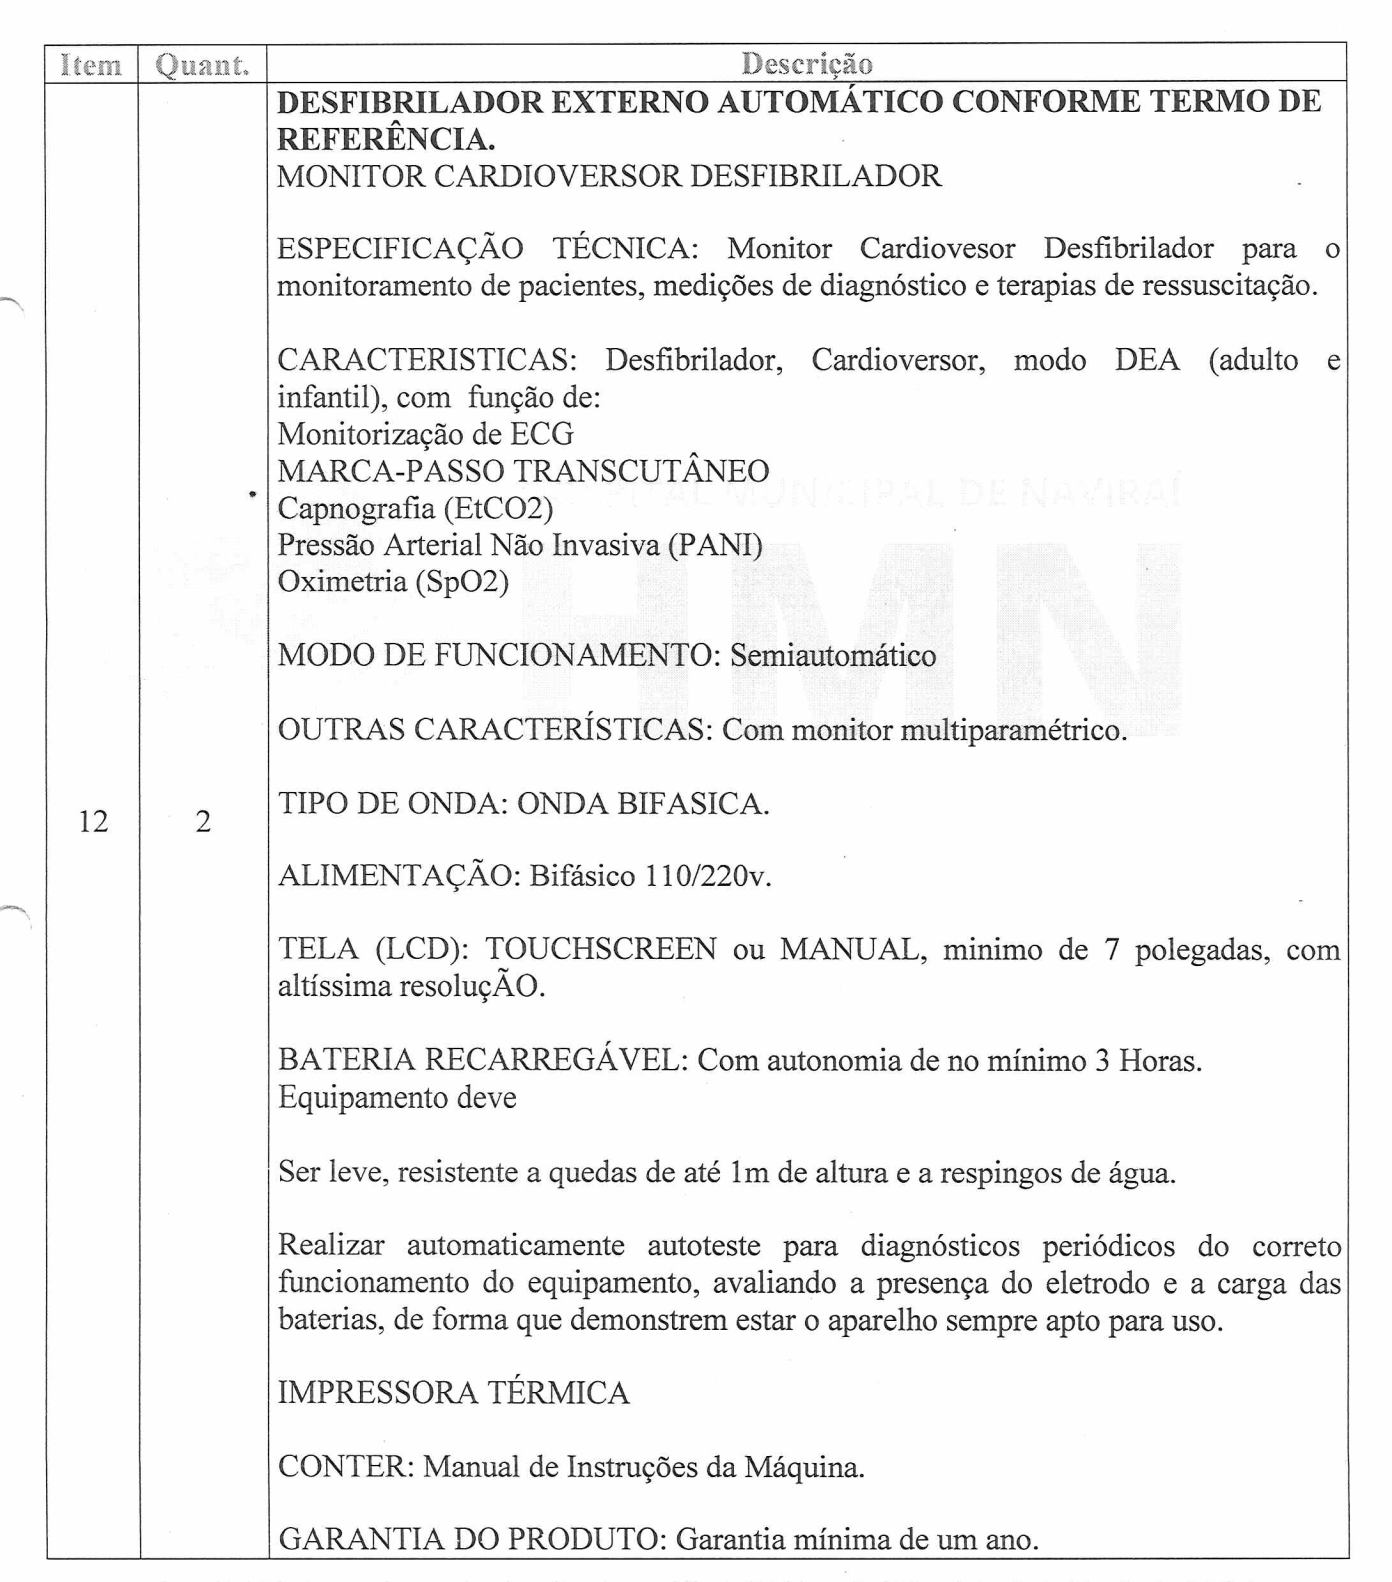 Item Quant. Descrição
DESFIBRILADOR EXTERNO AUTOMÁTICO CONFORME TERMO DE
REFERÊNCIA.
MONITOR CARDIOVERSOR DESFIBRILADOR
ESPECIFICAÇÃO TÉCNICA: Monitor Cardiovesor Desfibrilador para o
monitoramento de pacientes, medições de diagnóstico e terapias de ressuscitação.
CARACTERISTICAS: Desfibrilador, Cardioversor, modo DEA (adulto e
infantil), com função de:
Monitorização de ECG
MARCA-PASSO TRANSCUTÂNEO
MUNICIPAL DE NAVIRAÍ
Capnografia (EtCO2)
Pressão Arterial Não Invasiva (PANI)
Oximetria (SpO2)
HMN
MODO DE FUNCIONAMENTO: Semiautomático
OUTRAS CARACTERÍSTICAS: Com monitor multiparamétrico.
TIPO DE ONDA: ONDA BIFASICA.
12 2
ALIMENTAÇÃO: Bifásico 110/220v.
TELA (LCD): TOUCHSCREEN ou MANUAL, minimo de 7 polegadas, com
altíssima resoluçÃO.
BATERIA RECARREGÁVEL: Com autonomia de no mínimo 3 Horas.
Equipamento deve
Ser leve, resistente a quedas de até 1m de altura e a respingos de água.
Realizar automaticamente autoteste para diagnósticos periódicos do correto
funcionamento do equipamento, avaliando a presença do eletrodo e a carga das
baterias, de forma que demonstrem estar o aparelho sempre apto para uso.
IMPRESSORA TÉRMICA
CONTER: Manual de Instruções da Máquina.
GARANTIA DO PRODUTO: Garantia mínima de um ano.